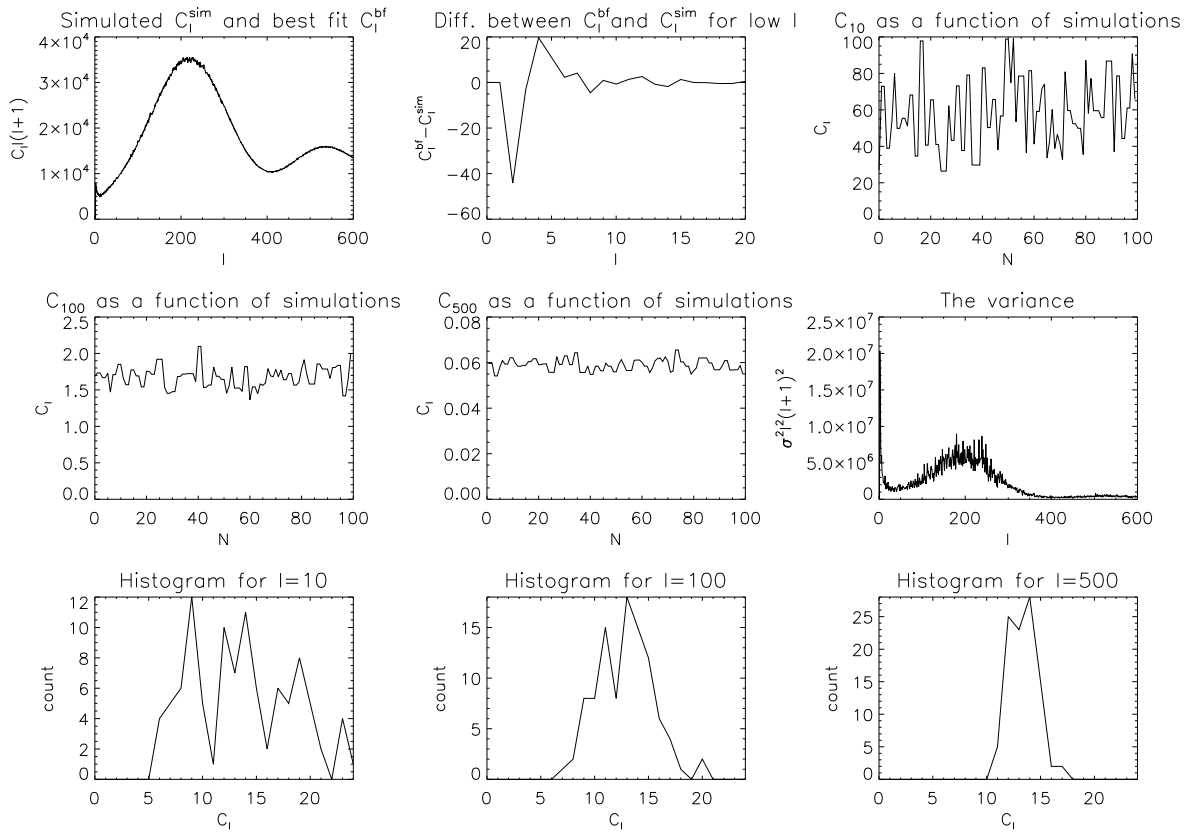 Simulated C_l^sim and best fit C_l^bf
4×10^4
3×10^4
2×10^4
1×10^4
0
C_l l(l+1)
0 200 400 600
l
Diff. between C_l^bf and C_l^sim for low l
20
0
−20
−40
−60
C_l^bf−C_l^sim
0 5 10 15 20
l
C_10 as a function of simulations
100
80
60
40
20
0
C_l
0 20 40 60 80 100
N
C_100 as a function of simulations
2.5
2.0
1.5
1.0
0.5
0.0
C_l
0 20 40 60 80 100
N
C_500 as a function of simulations
0.08
0.06
0.04
0.02
0.00
C_l
0 20 40 60 80 100
N
The variance
2.5×10^7
2.0×10^7
1.5×10^7
1.0×10^7
5.0×10^6
0
σ^2l^2(l+1)^2
0 200 400 600
l
Histogram for l=10
12
10
8
6
4
2
0
count
0 5 10 15 20
C_l
Histogram for l=100
15
10
5
0
count
0 5 10 15 20
C_l
Histogram for l=500
25
20
15
10
5
0
count
0 5 10 15 20
C_l